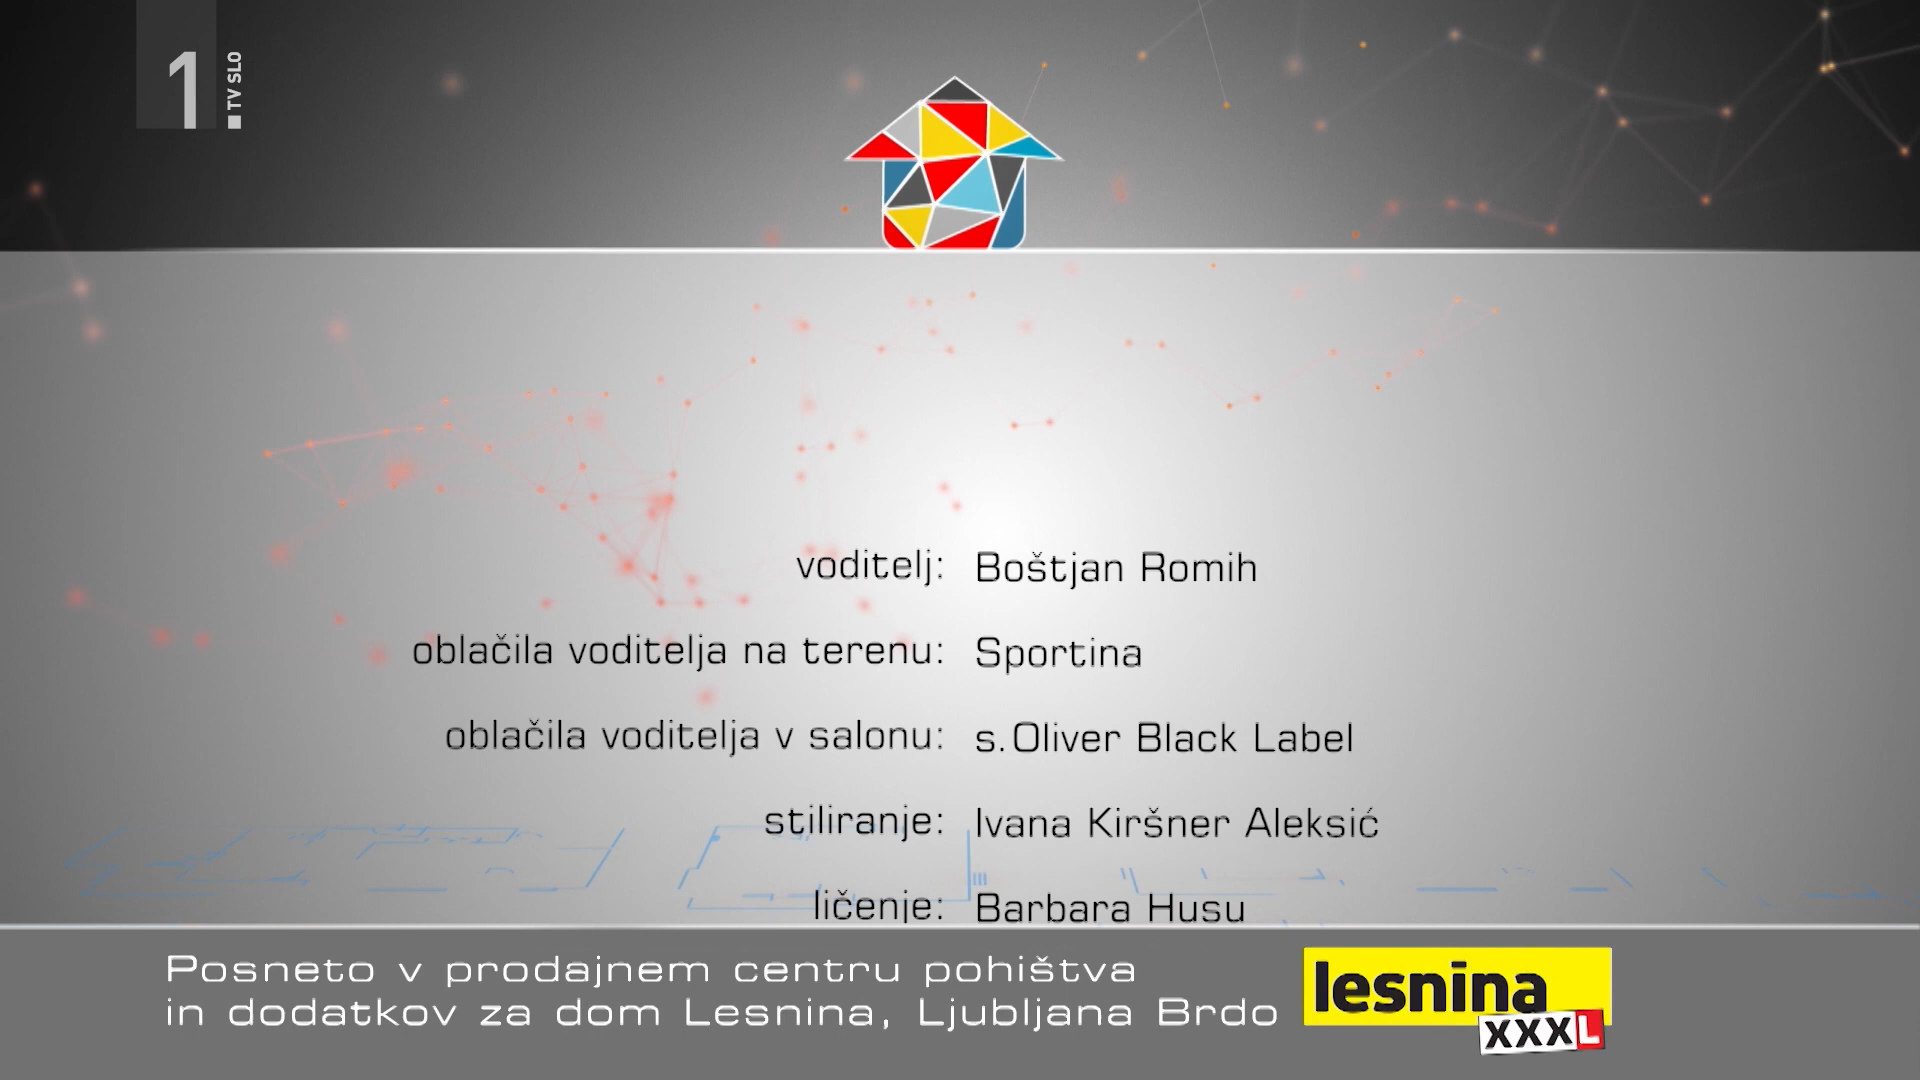 1 TV SLO
voditelj: Boštjan Romih
oblačila voditelja na terenu: Sportina
oblačila voditelja v salonu: s.Oliver Black Label
stiliranje: Ivana Kiršner Aleksić
ličenje: Barbara Husu
Posneto v prodajnem centru pohištva
in dodatkov za dom Lesnina, Ljubljana Brdo
lesnina
XXXL